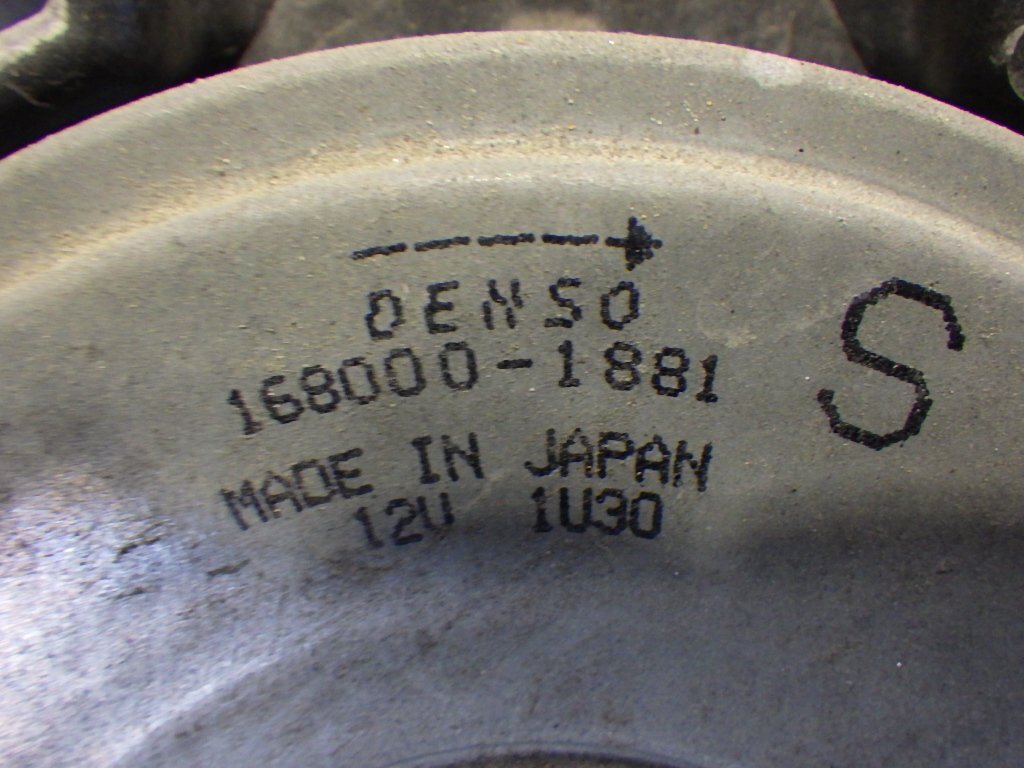 DENSO
168000-1881
MADE IN JAPAN
12V 1U30
S